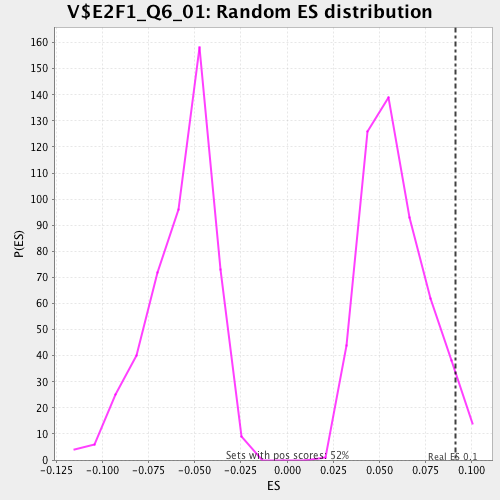 V$E2F1_Q6_01: Random ES distribution
160
150
140
130
120
110
100
90
80
70
60
50
40
30
20
10
0
P(ES)
Sets with pos scores: 52%
Real ES 0.1
-0.125 -0.100 -0.075 -0.050 -0.025 0.000 0.025 0.050 0.075 0.100
ES